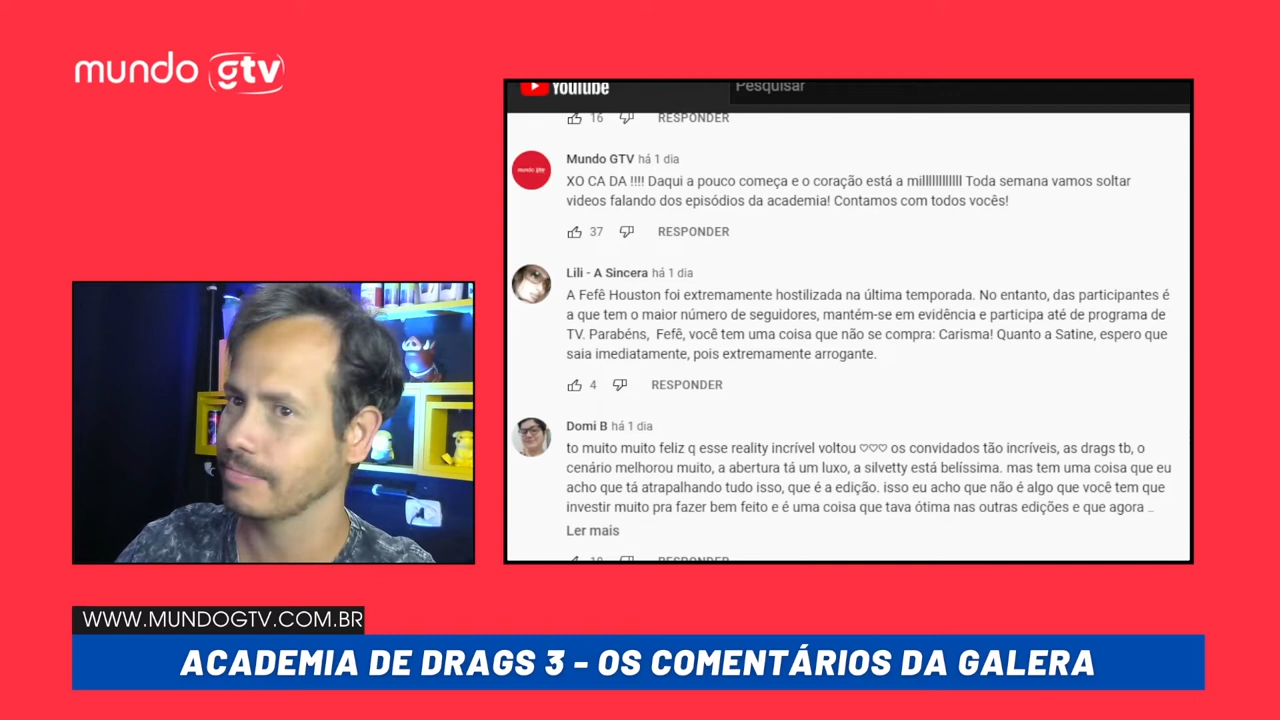 mundo gtv
YouTube
Pesquisar
16 RESPONDER
Mundo GTV há 1 dia
XO CA DA !!!! Daqui a pouco começa e o coração está a millllllllllll Toda semana vamos soltar
videos falando dos episódios da academia! Contamos com todos vocês!
37 RESPONDER
Lili - A Sincera há 1 dia
A Fefê Houston foi extremamente hostilizada na última temporada. No entanto, das participantes é
a que tem o maior número de seguidores, mantém-se em evidência e participa até de programa de
TV. Parabéns, Fefê, você tem uma coisa que não se compra: Carisma! Quanto a Satine, espero que
saia imediatamente, pois extremamente arrogante.
4 RESPONDER
Domi B há 1 dia
to muito muito feliz q esse reality incrível voltou ♡♡♡ os convidados tão incríveis, as drags tb, o
cenário melhorou muito, a abertura tá um luxo, a silvetty está belíssima. mas tem uma coisa que eu
acho que tá atrapalhando tudo isso, que é a edição. isso eu acho que não é algo que você tem que
investir muito pra fazer bem feito e é uma coisa que tava ótima nas outras edições e que agora ...
Ler mais
RESPONDER
WWW.MUNDOGTV.COM.BR
ACADEMIA DE DRAGS 3 - OS COMENTÁRIOS DA GALERA